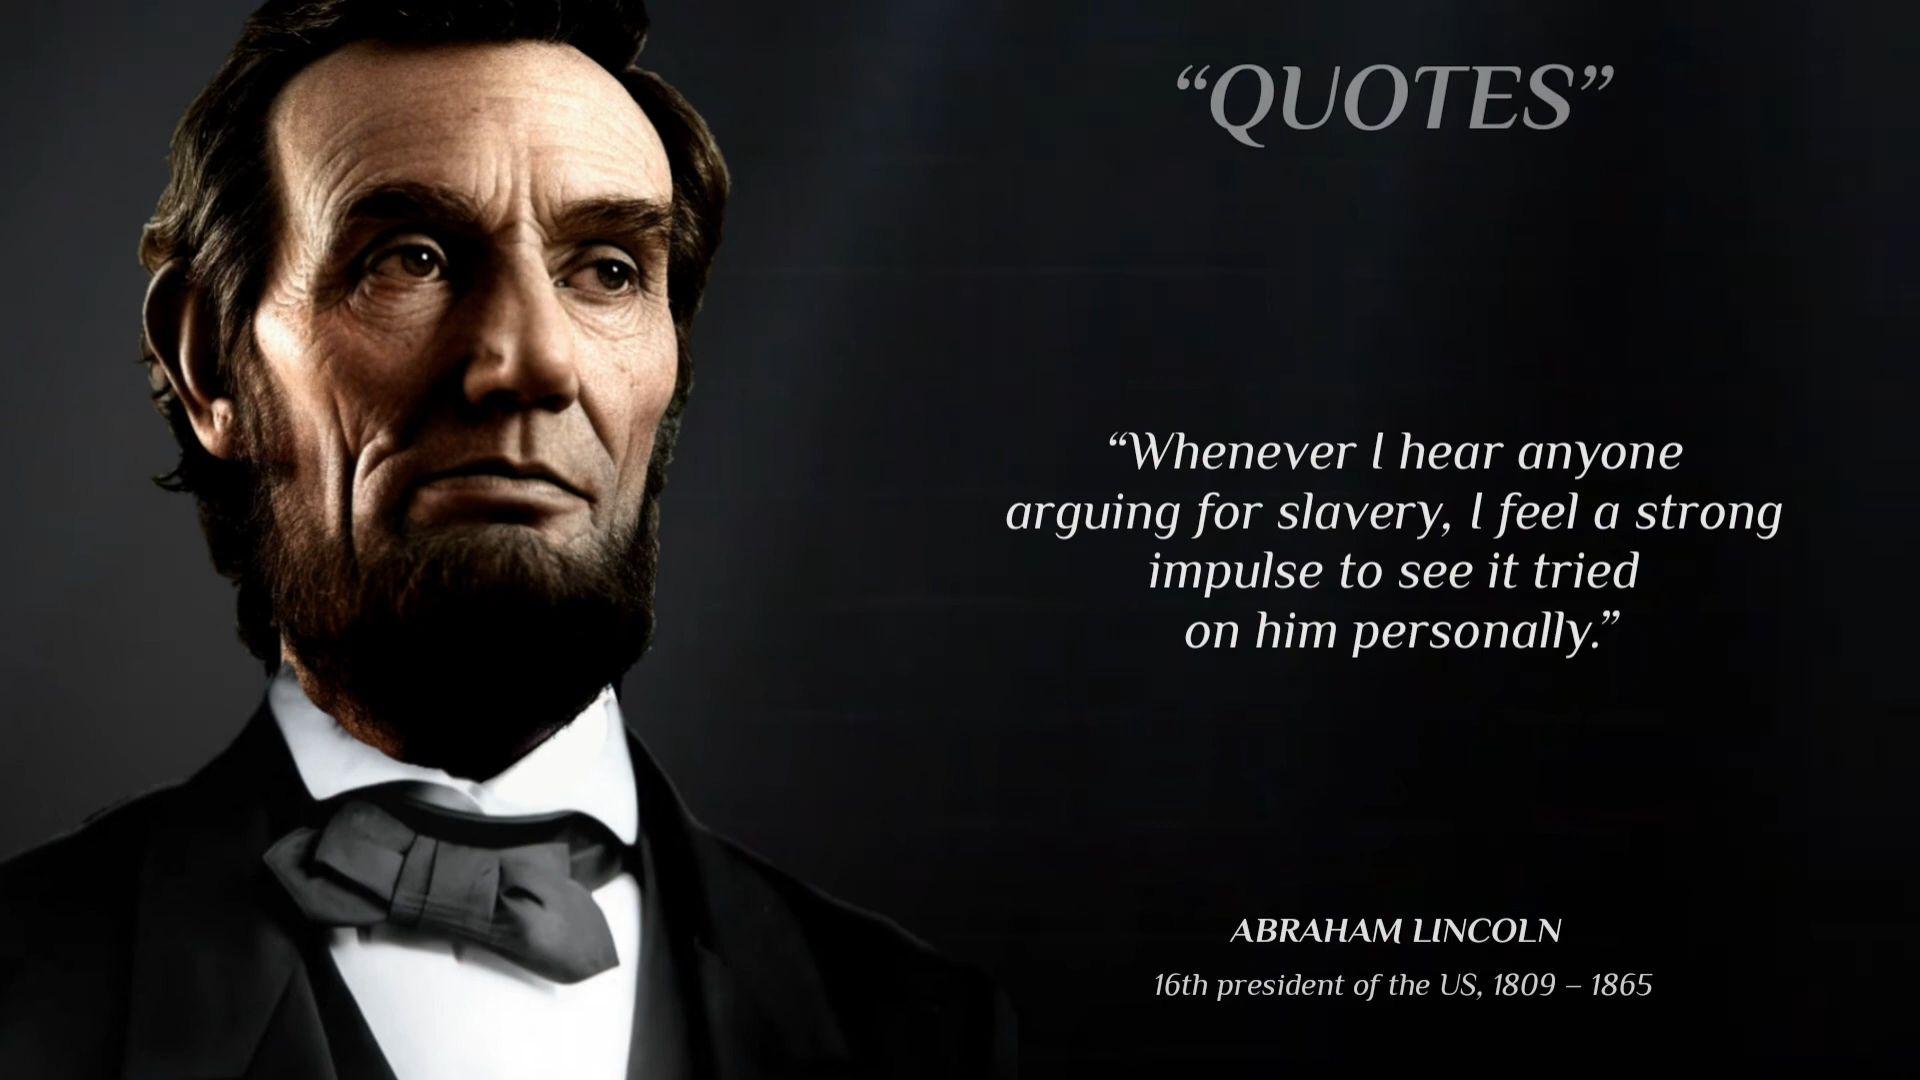 “QUOTES”
“Whenever I hear anyone
arguing for slavery, I feel a strong
impulse to see it tried
on him personally.”
ABRAHAM LINCOLN
16th president of the US, 1809 – 1865